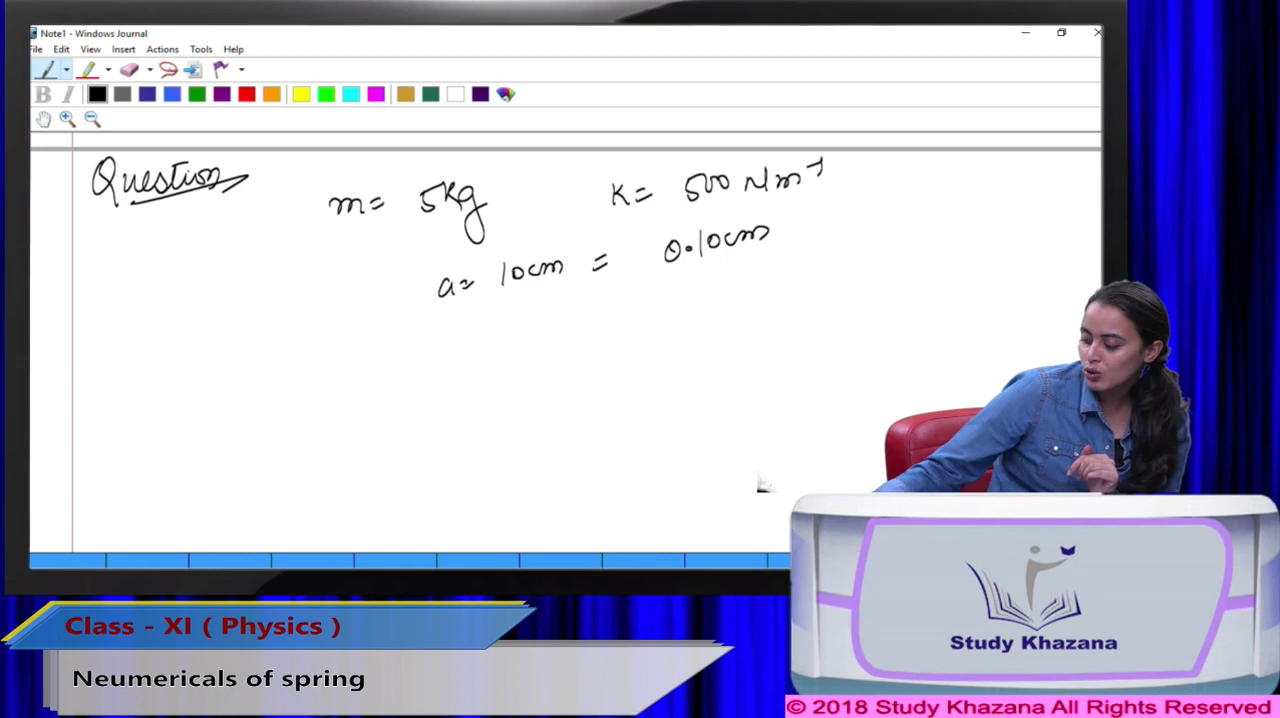 Note1 - Windows Journal
File Edit View Insert Actions Tools Help
B I
Question
m= 5Kg K= 500 N/m⁻¹
a= 10cm = 0.10cm
Study Khazana
Class - XI ( Physics )
Neumericals of spring
© 2018 Study Khazana All Rights Reserved